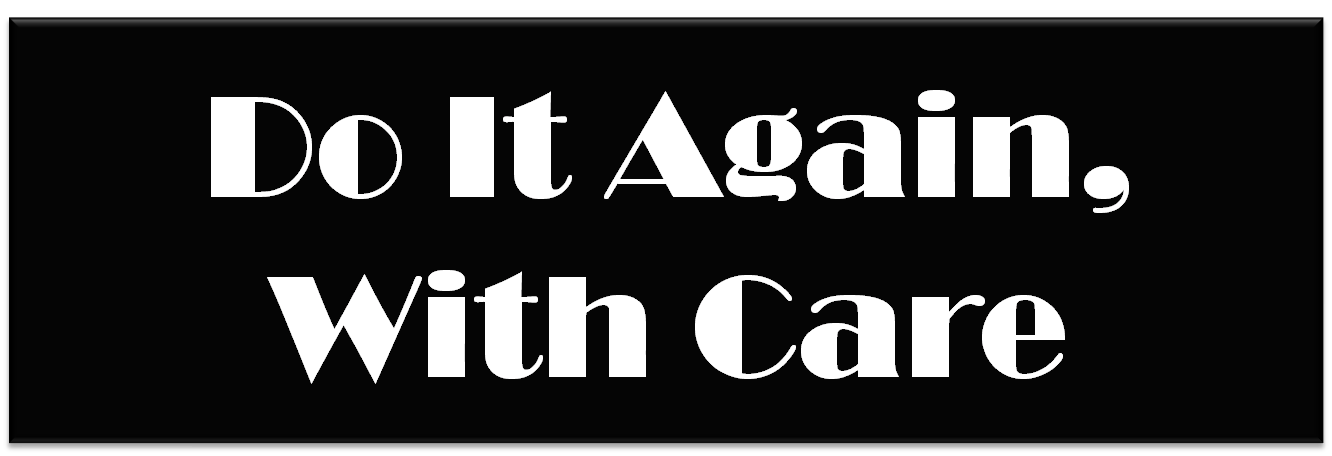 Do It Again,
With Care